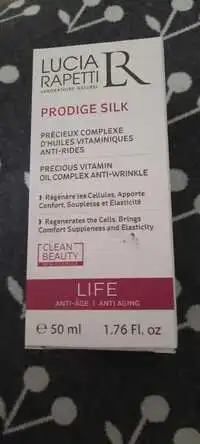 LUCIA
RAPETTI
LABORATOIRE NATUREL
LR
PRODIGE SILK
PRÉCIEUX COMPLEXE
D'HUILES VITAMINIQUES
ANTI-RIDES
PRECIOUS VITAMIN
OIL COMPLEX ANTI-WRINKLE
Régénère les Cellules, Apporte
Confort, Souplesse et Elasticité
Regenerates the Cells, Brings
Comfort Suppleness and Elasticity
CLEAN
BEAUTY
LIFE
ANTI-ÂGE | ANTI AGING
e 50 ml 1.76 Fl. oz